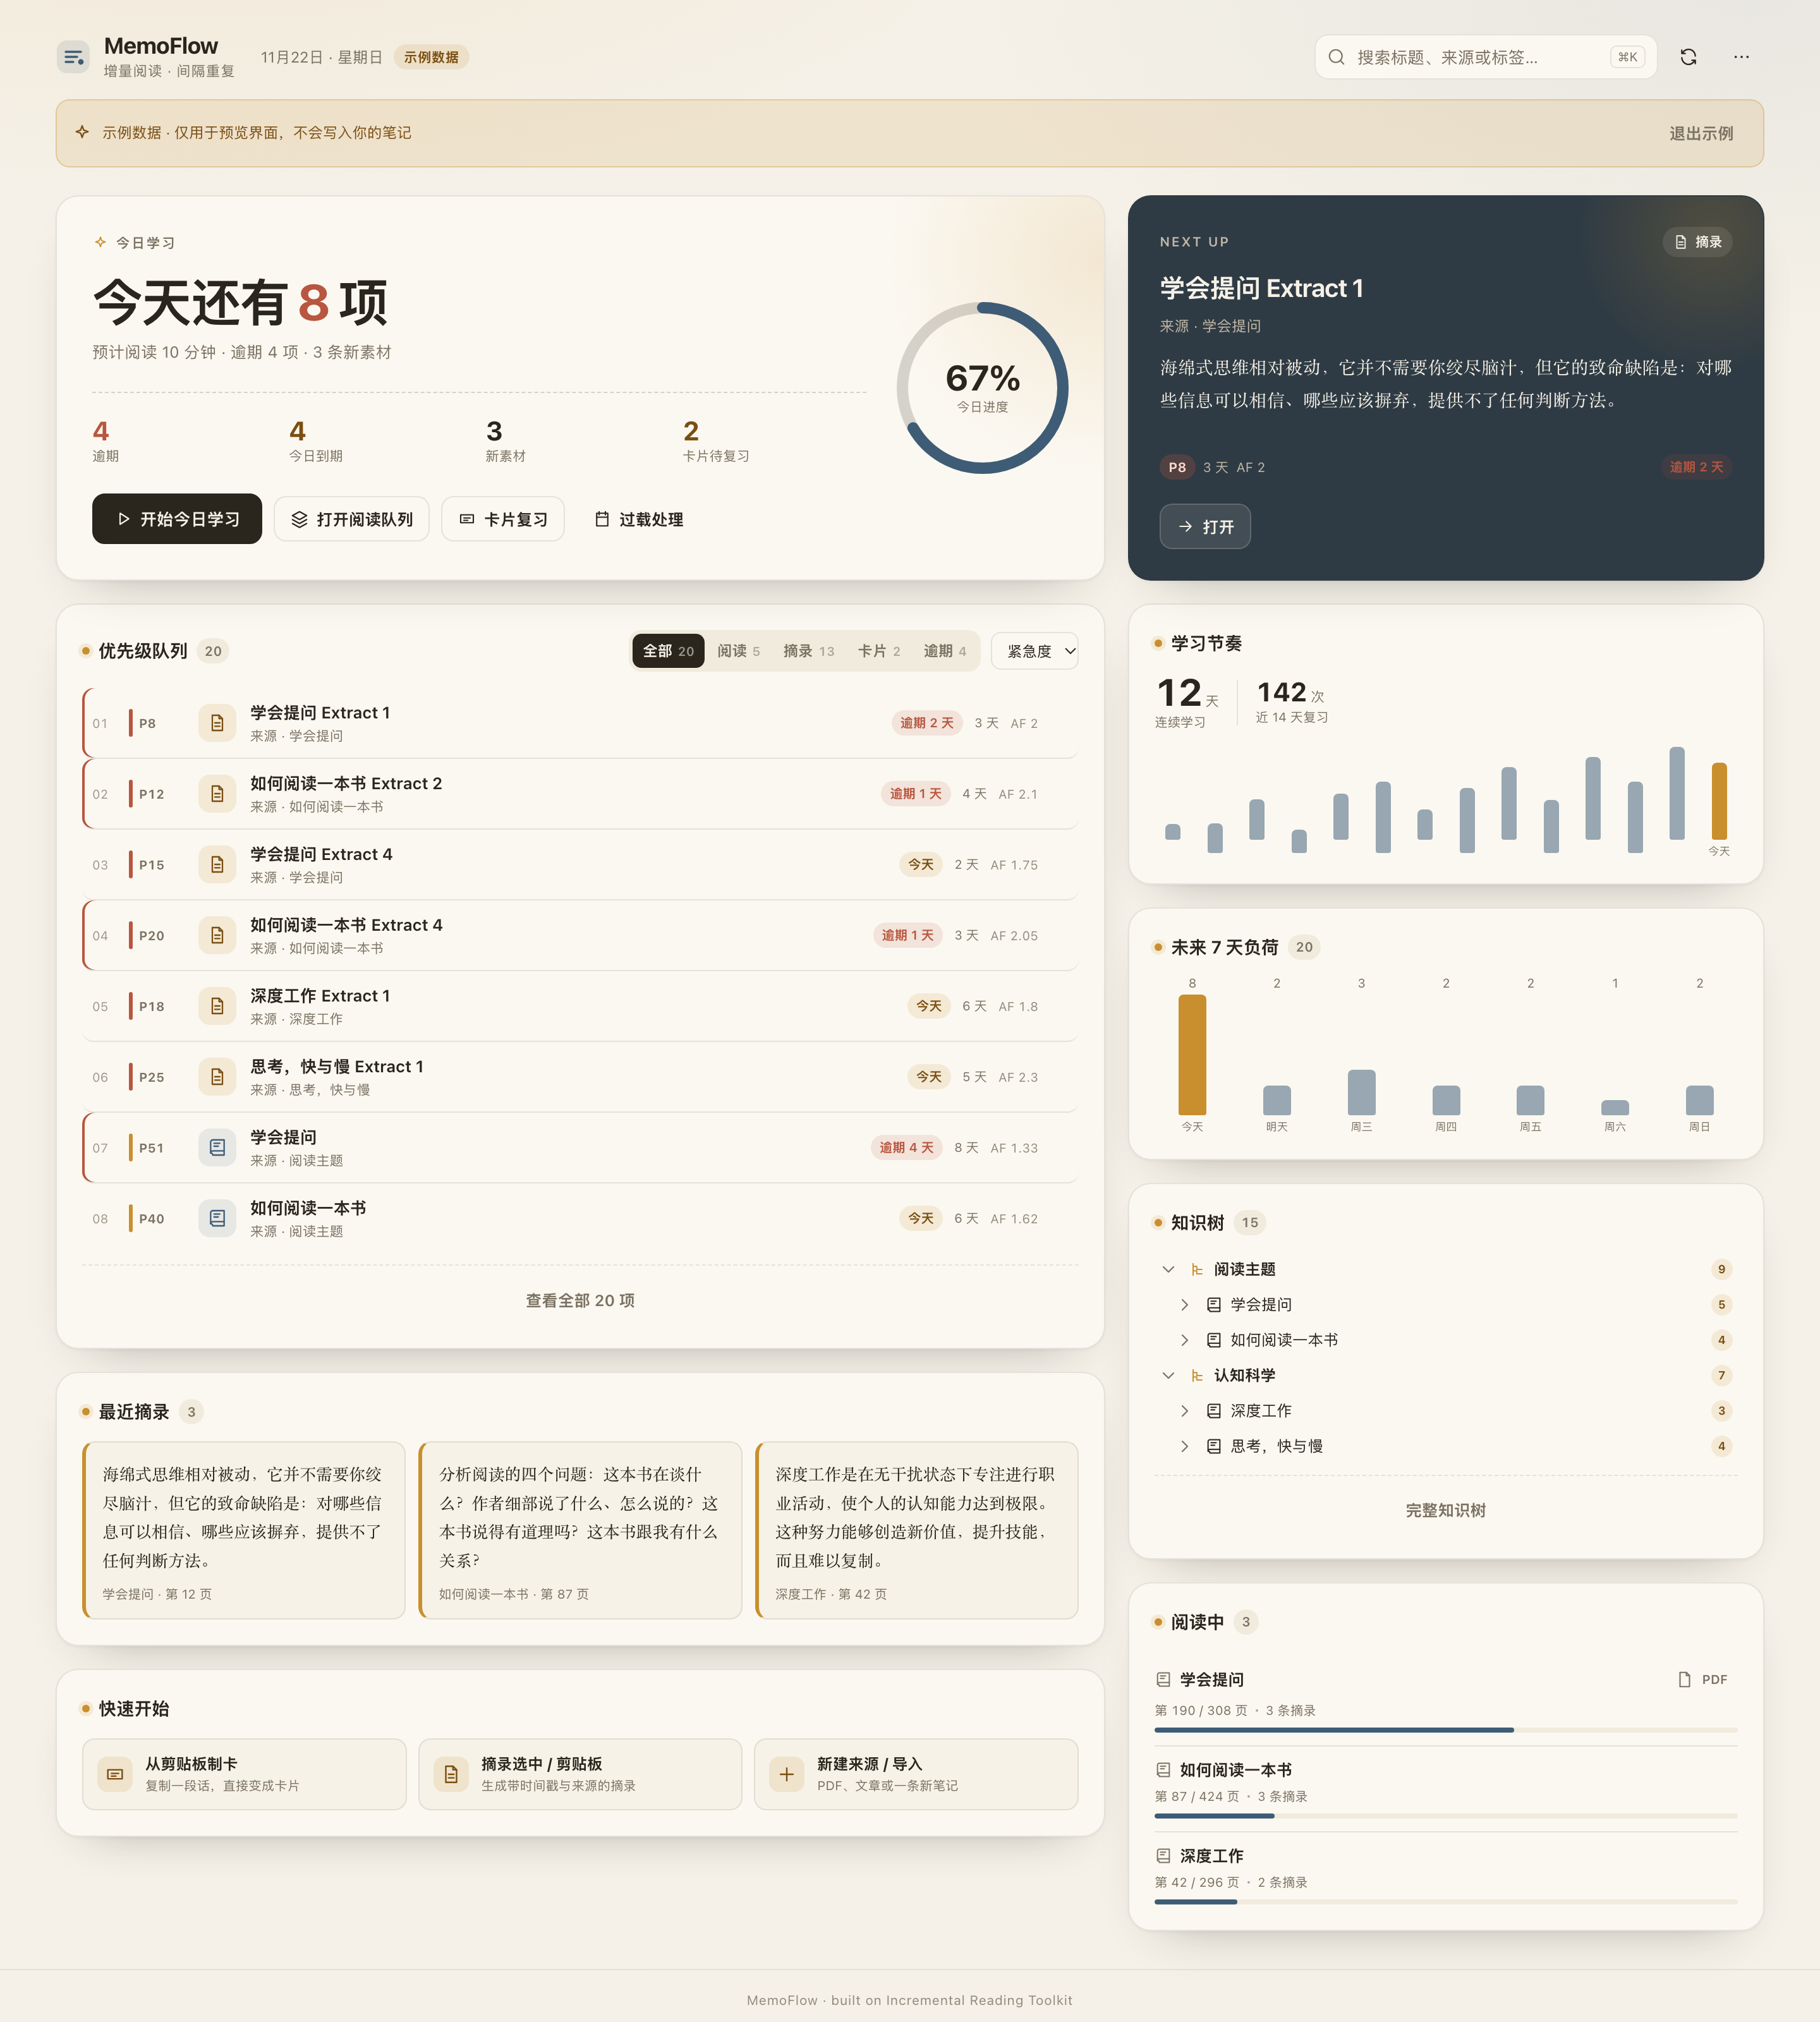 MemoFlow
增量阅读 · 间隔重复
11月22日 · 星期日
示例数据
搜索标题、来源或标签...
⌘K
示例数据 · 仅用于预览界面，不会写入你的笔记
退出示例
今日学习
今天还有 8 项
预计阅读 10 分钟 · 逾期 4 项 · 3 条新素材
67%
今日进度
4
逾期
4
今日到期
3
新素材
2
卡片待复习
开始今日学习
打开阅读队列
卡片复习
过载处理
NEXT UP
摘录
学会提问 Extract 1
来源 · 学会提问
海绵式思维相对被动，它并不需要你绞尽脑汁，但它的致命缺陷是：对哪
些信息可以相信、哪些应该摒弃，提供不了任何判断方法。
P8 3 天 AF 2
逾期 2 天
打开
优先级队列 20
全部 20 阅读 5 摘录 13 卡片 2 逾期 4
紧急度
01 P8
学会提问 Extract 1
来源 · 学会提问
逾期 2 天 3 天 AF 2
02 P12
如何阅读一本书 Extract 2
来源 · 如何阅读一本书
逾期 1 天 4 天 AF 2.1
03 P15
学会提问 Extract 4
来源 · 学会提问
今天 2 天 AF 1.75
04 P20
如何阅读一本书 Extract 4
来源 · 如何阅读一本书
逾期 1 天 3 天 AF 2.05
05 P18
深度工作 Extract 1
来源 · 深度工作
今天 6 天 AF 1.8
06 P25
思考，快与慢 Extract 1
来源 · 思考，快与慢
今天 5 天 AF 2.3
07 P51
学会提问
来源 · 阅读主题
逾期 4 天 8 天 AF 1.33
08 P40
如何阅读一本书
来源 · 阅读主题
今天 6 天 AF 1.62
查看全部 20 项
最近摘录 3
海绵式思维相对被动，它并不需要你绞
尽脑汁，但它的致命缺陷是：对哪些信
息可以相信、哪些应该摒弃，提供不了
任何判断方法。
学会提问 · 第 12 页
分析阅读的四个问题：这本书在谈什
么？作者细部说了什么、怎么说的？这
本书说得有道理吗？这本书跟我有什么
关系？
如何阅读一本书 · 第 87 页
深度工作是在无干扰状态下专注进行职
业活动，使个人的认知能力达到极限。
这种努力能够创造新价值，提升技能，
而且难以复制。
深度工作 · 第 42 页
快速开始
从剪贴板制卡
复制一段话，直接变成卡片
摘录选中 / 剪贴板
生成带时间戳与来源的摘录
新建来源 / 导入
PDF、文章或一条新笔记
学习节奏
12 天
连续学习
142 次
近 14 天复习
今天
未来 7 天负荷 20
8 2 3 2 2 1 2
今天 明天 周三 周四 周五 周六 周日
知识树 15
阅读主题 9
学会提问 5
如何阅读一本书 4
认知科学 7
深度工作 3
思考，快与慢 4
完整知识树
阅读中 3
学会提问
PDF
第 190 / 308 页 • 3 条摘录
如何阅读一本书
第 87 / 424 页 • 3 条摘录
深度工作
第 42 / 296 页 • 2 条摘录
MemoFlow · built on Incremental Reading Toolkit